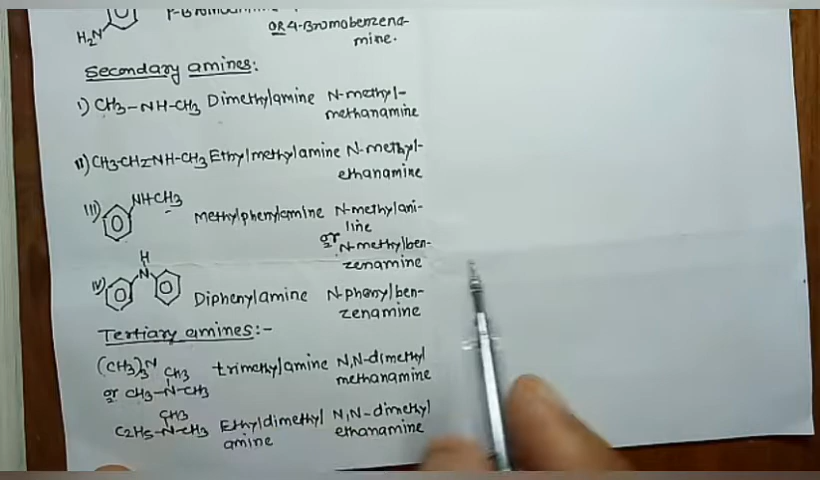 H₂N
OR 4-Bromobenzena-
mine.
Secondary amines:
i) CH₃-NH-CH₃ Dimethylamine N-methyl-
methanamine
ii) CH₃-CH₂NH-CH₃ Ethylmethylamine N-methyl-
ethanamine
iii) NHCH₃ methylphenylamine N-methylani-
line
or N-methylben-
zenamine
H
iv) N Diphenylamine N-phenylben-
zenamine
Tertiary amines:-
(CH₃)₃N trimethylamine N,N-dimethyl
CH₃
or CH₃-N-CH₃ methanamine
CH₃
C₂H₅-N-CH₃ Ethyldimethyl N,N-dimethyl
amine ethanamine